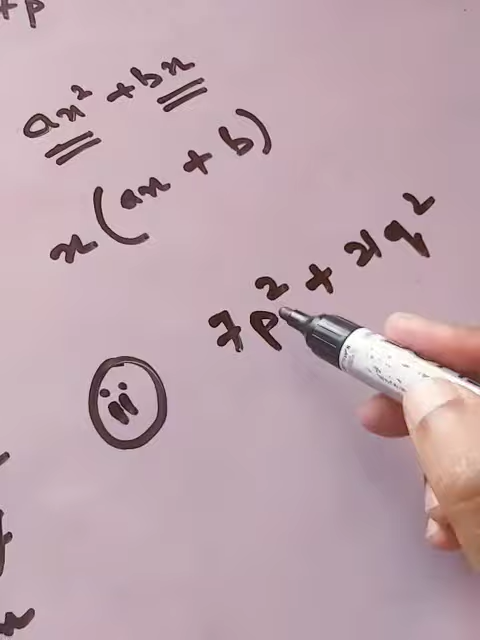 +p
ax² + bx
x(ax + b)
7p² + 21q²
ii